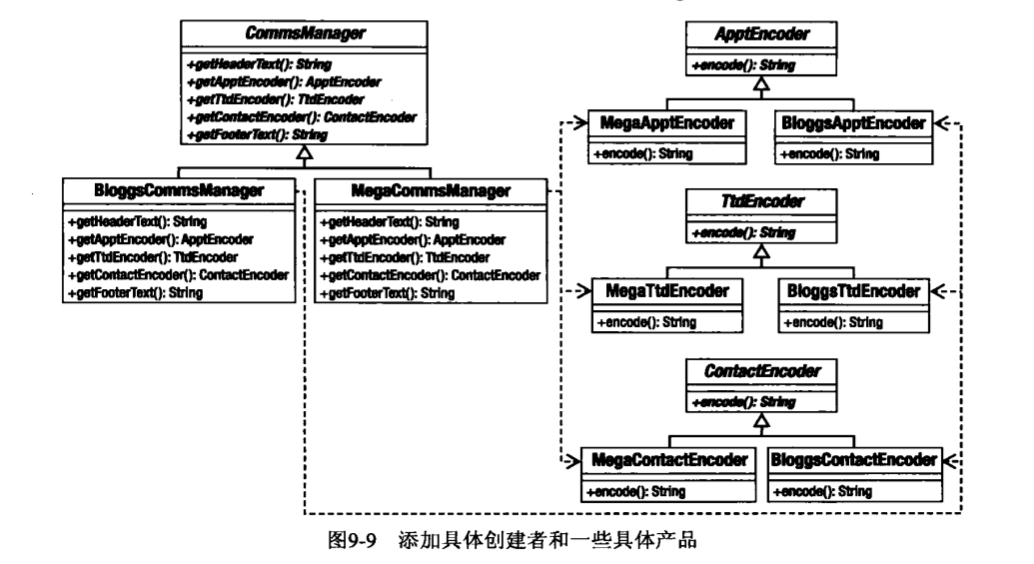 CommsManager
+getHeaderText(): String
+getApptEncoder(): ApptEncoder
+getTtdEncoder(): TtdEncoder
+getContactEncoder(): ContactEncoder
+getFooterText(): String
BloggsCommsManager
+getHeaderText(): String
+getApptEncoder(): ApptEncoder
+getTtdEncoder(): TtdEncoder
+getContactEncoder(): ContactEncoder
+getFooterText(): String
MegaCommsManager
+getHeaderText(): String
+getApptEncoder(): ApptEncoder
+getTtdEncoder(): TtdEncoder
+getContactEncoder(): ContactEncoder
+getFooterText(): String
ApptEncoder
+encode(): String
MegaApptEncoder
+encode(): String
BloggsApptEncoder
+encode(): String
TtdEncoder
+encode(): String
MegaTtdEncoder
+encode(): String
BloggsTtdEncoder
+encode(): String
ContactEncoder
+encode(): String
MegaContactEncoder
+encode(): String
BloggsContactEncoder
+encode(): String
图9-9 添加具体创建者和一些具体产品